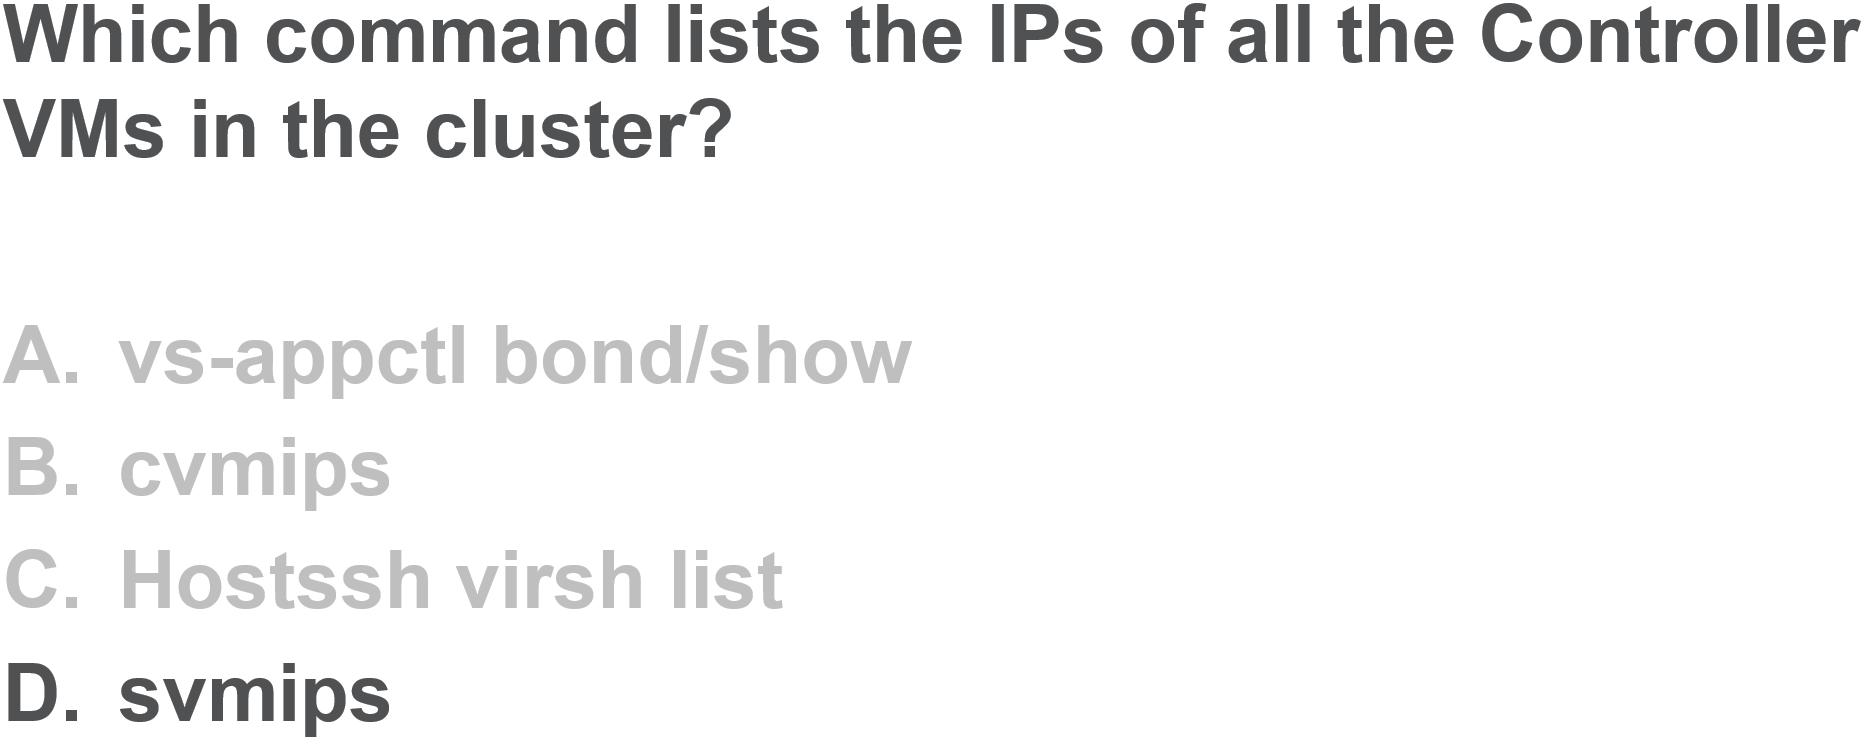 Which command lists the IPs of all the Controller
VMs in the cluster?
A. vs-appctl bond/show
B. cvmips
C. Hostssh virsh list
D. svmips